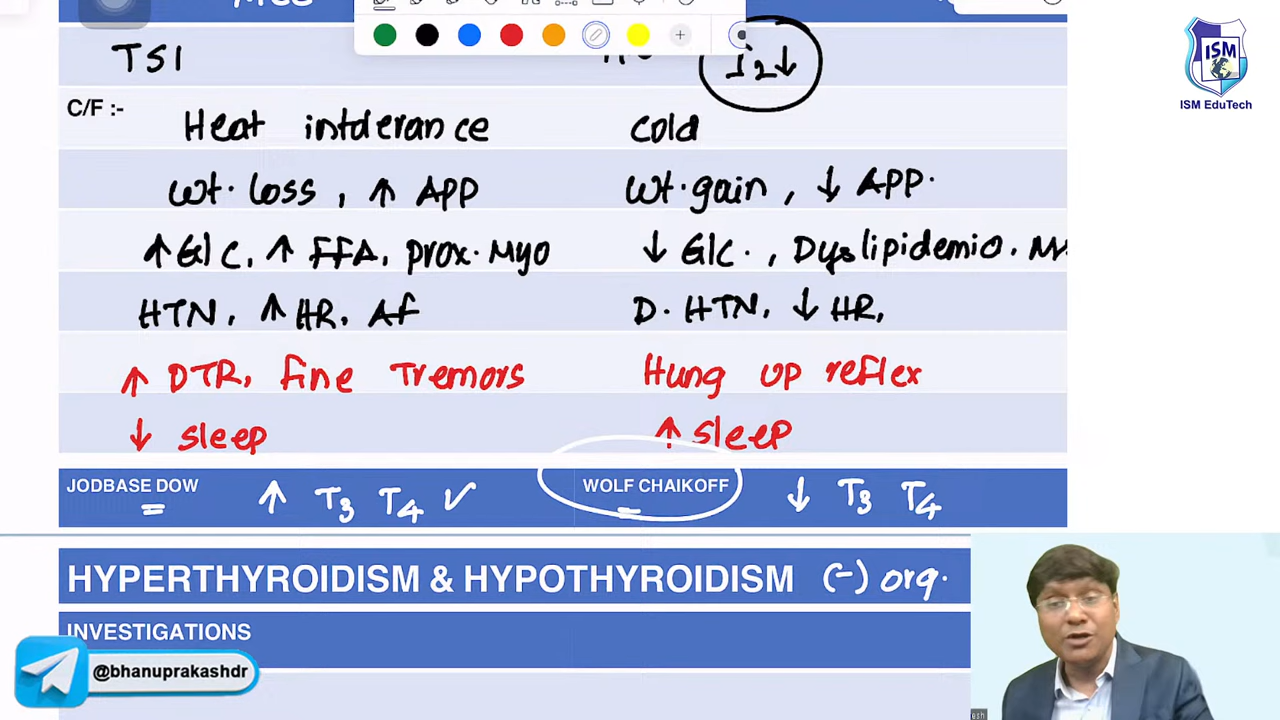 TSI I2↓
ISM
ISM EduTech
C/F :- Heat intolerance cold
Wt. loss, ↑ APP Wt. gain, ↓ APP.
↑ Glc, ↑ FFA, prox. Myo ↓ Glc., Dyslipidemia.
HTN, ↑ HR. AF D. HTN, ↓ HR,
↑ DTR, fine Tremors Hung up reflex
↓ sleep ↑ sleep
JODBASE DOW ↑ T3 T4 ✓ WOLF CHAIKOFF ↓ T3 T4
HYPERTHYROIDISM & HYPOTHYROIDISM (-) org.
INVESTIGATIONS
@bhanuprakashdr